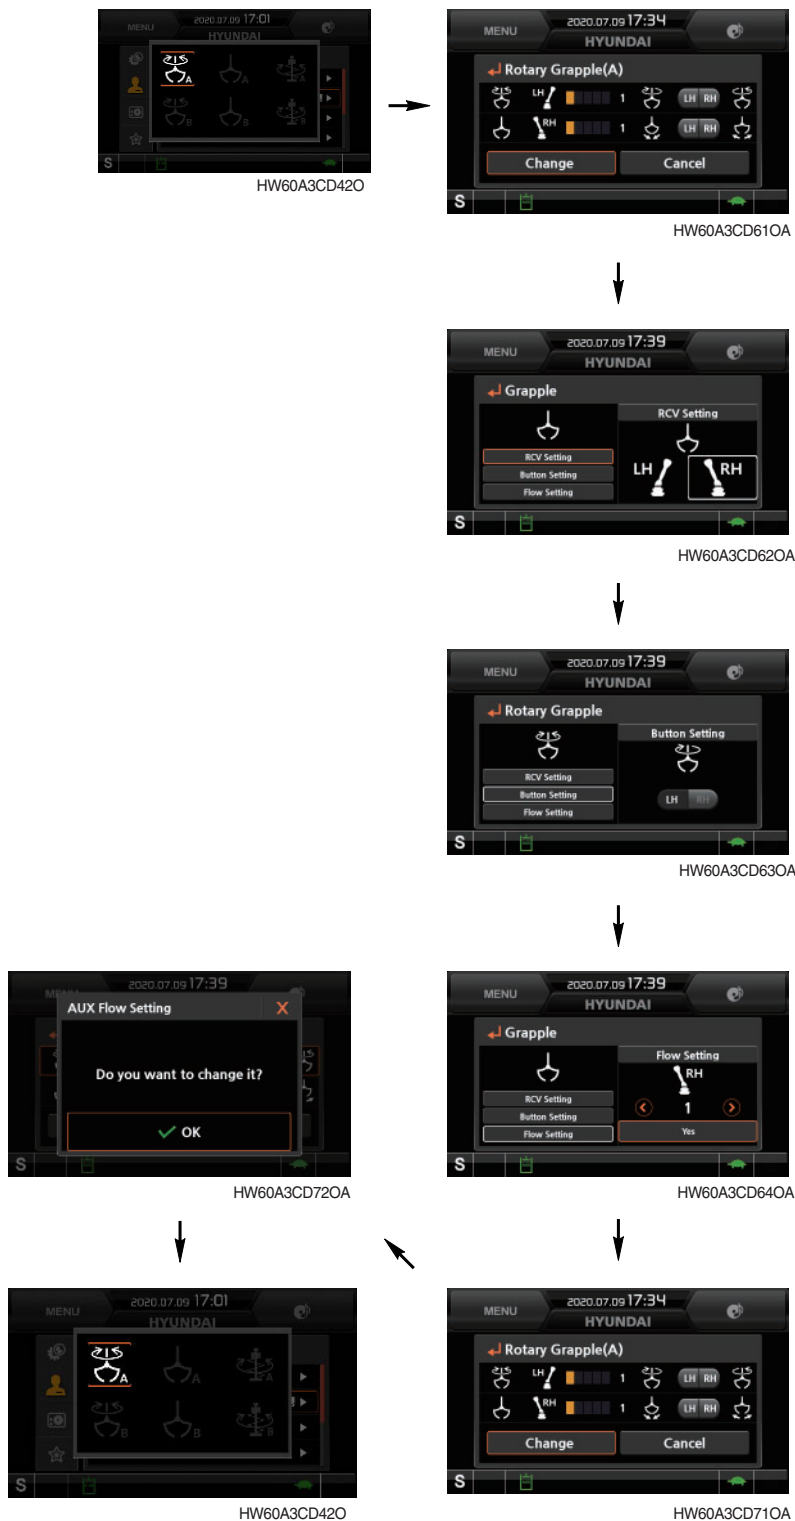 MENU
2020.07.09 17:01
HYUNDAI
A
A
A
B
B
B
S
HW60A3CD42O
MENU
2020.07.09 17:34
HYUNDAI
Rotary Grapple(A)
LH 1 LH RH
RH 1 LH RH
Change Cancel
S
HW60A3CD61OA
MENU
2020.07.09 17:39
HYUNDAI
Grapple
RCV Setting
Button Setting
Flow Setting
RCV Setting
LH RH
S
HW60A3CD62OA
MENU
2020.07.09 17:39
HYUNDAI
Rotary Grapple
RCV Setting
Button Setting
Flow Setting
Button Setting
LH RH
S
HW60A3CD63OA
MENU
2020.07.09 17:39
HYUNDAI
Grapple
RCV Setting
Button Setting
Flow Setting
Flow Setting
RH
1
Yes
S
HW60A3CD64OA
2020.07.09 17:39
AUX Flow Setting X
Do you want to change it?
OK
S
HW60A3CD72OA
MENU
2020.07.09 17:34
HYUNDAI
Rotary Grapple(A)
LH 1 LH RH
RH 1 LH RH
Change Cancel
S
HW60A3CD71OA
MENU
2020.07.09 17:01
HYUNDAI
A
A
A
B
B
B
S
HW60A3CD42O